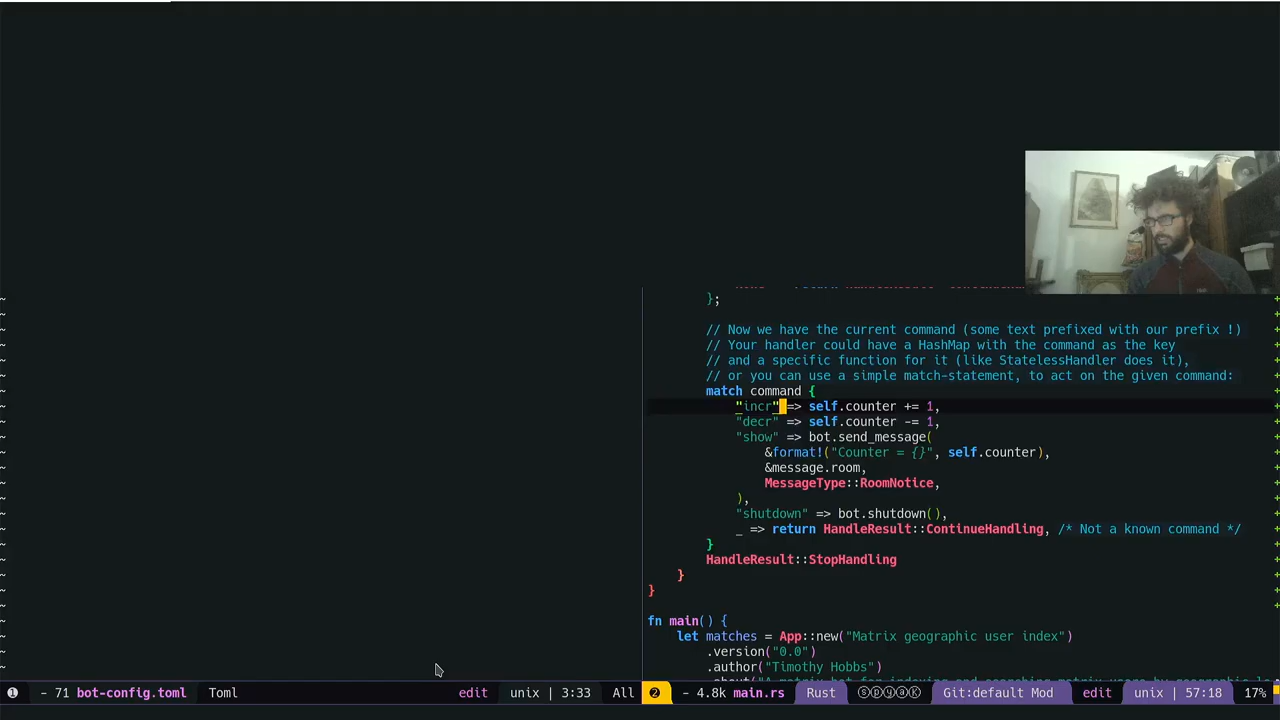 };
// Now we have the current command (some text prefixed with our prefix !)
// Your handler could have a HashMap with the command as the key
// and a specific function for it (like StatelessHandler does it),
// or you can use a simple match-statement, to act on the given command:
match command {
"incr" => self.counter += 1,
"decr" => self.counter -= 1,
"show" => bot.send_message(
&format!("Counter = {}", self.counter),
&message.room,
MessageType::RoomNotice,
),
"shutdown" => bot.shutdown(),
_ => return HandleResult::ContinueHandling, /* Not a known command */
}
HandleResult::StopHandling
}
}
fn main() {
let matches = App::new("Matrix geographic user index")
.version("0.0")
.author("Timothy Hobbs")
❶ - 71 bot-config.toml Toml edit unix | 3:33 All
❷ - 4.8k main.rs Rust ⓢⓟⓨⓐⓀ Git:default Mod edit unix | 57:18 17%